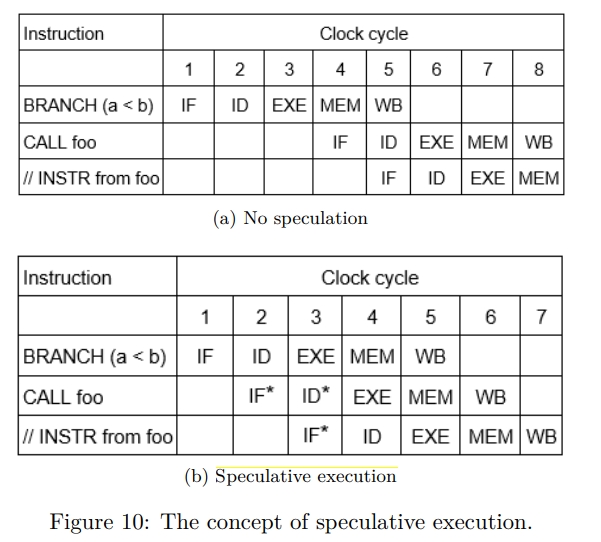 Instruction Clock cycle
1 2 3 4 5 6 7 8
BRANCH (a < b) IF ID EXE MEM WB
CALL foo IF ID EXE MEM WB
// INSTR from foo IF ID EXE MEM
(a) No speculation
Instruction Clock cycle
1 2 3 4 5 6 7
BRANCH (a < b) IF ID EXE MEM WB
CALL foo IF* ID* EXE MEM WB
// INSTR from foo IF* ID EXE MEM WB
(b) Speculative execution
Figure 10: The concept of speculative execution.